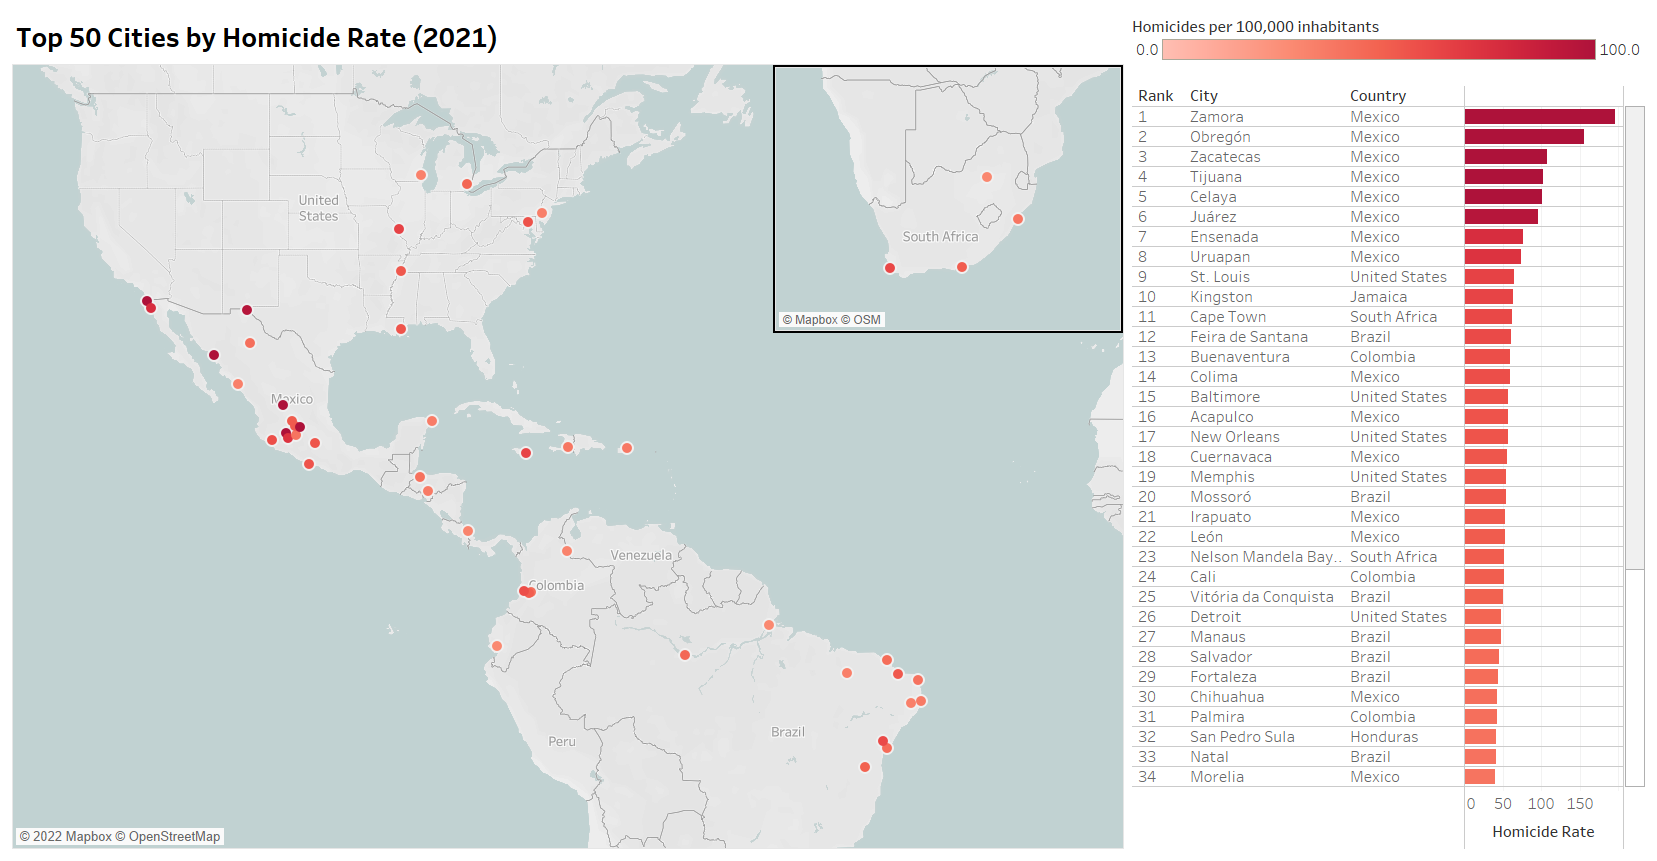 Top 50 Cities by Homicide Rate (2021)
Homicides per 100,000 inhabitants
0.0 100.0
United
States
Mexico
Venezuela
Colombia
Peru
Brazil
South Africa
© Mapbox © OSM
© 2022 Mapbox © OpenStreetMap
Rank City Country
1 Zamora Mexico
2 Obregón Mexico
3 Zacatecas Mexico
4 Tijuana Mexico
5 Celaya Mexico
6 Juárez Mexico
7 Ensenada Mexico
8 Uruapan Mexico
9 St. Louis United States
10 Kingston Jamaica
11 Cape Town South Africa
12 Feira de Santana Brazil
13 Buenaventura Colombia
14 Colima Mexico
15 Baltimore United States
16 Acapulco Mexico
17 New Orleans United States
18 Cuernavaca Mexico
19 Memphis United States
20 Mossoró Brazil
21 Irapuato Mexico
22 León Mexico
23 Nelson Mandela Bay.. South Africa
24 Cali Colombia
25 Vitória da Conquista Brazil
26 Detroit United States
27 Manaus Brazil
28 Salvador Brazil
29 Fortaleza Brazil
30 Chihuahua Mexico
31 Palmira Colombia
32 San Pedro Sula Honduras
33 Natal Brazil
34 Morelia Mexico
0 50 100 150
Homicide Rate